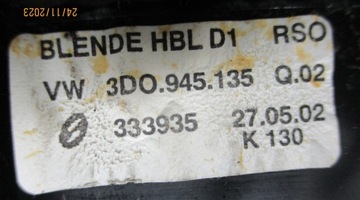 24/11/2023
BLENDE HBL D1 RSO
VW 3DO.945.135 Q.02
333935 27.05.02
K 130